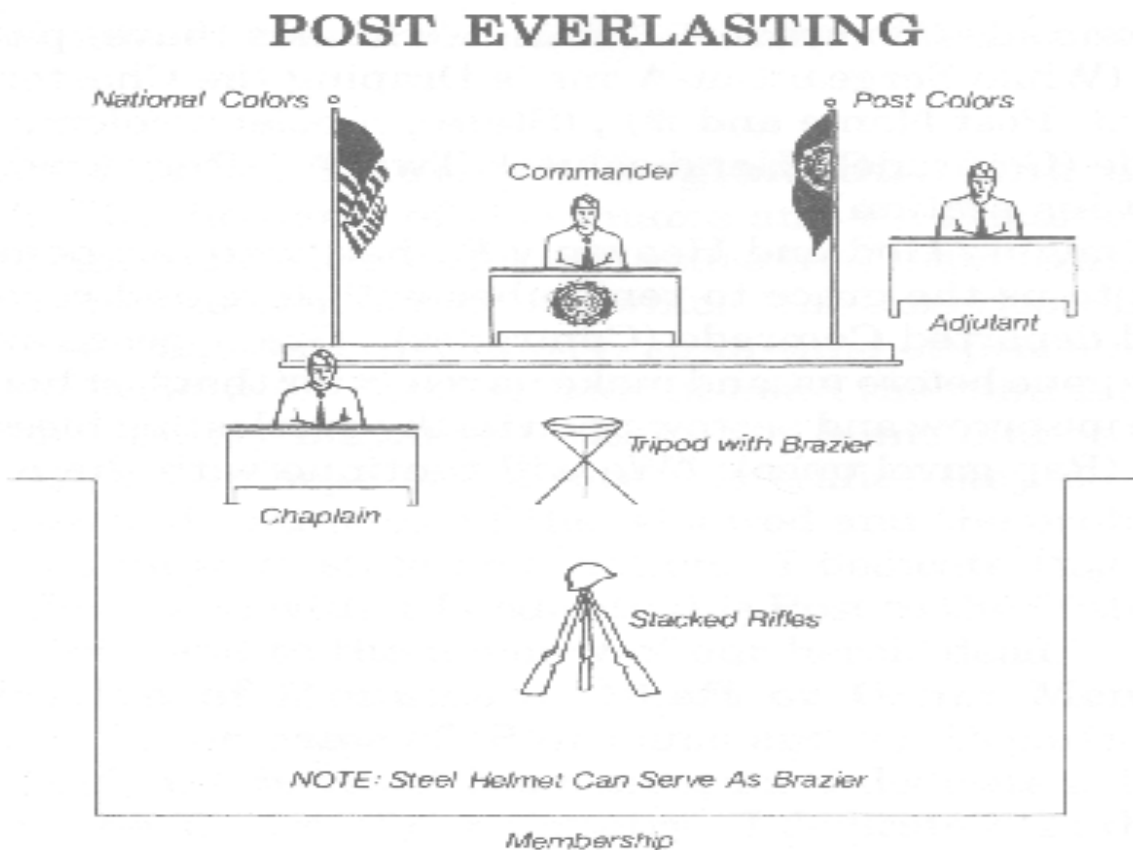 POST EVERLASTING
National Colors
Post Colors
Commander
Adjutant
Tripod with Brazier
Chaplain
Stacked Rifles
NOTE: Steel Helmet Can Serve As Brazier
Membership